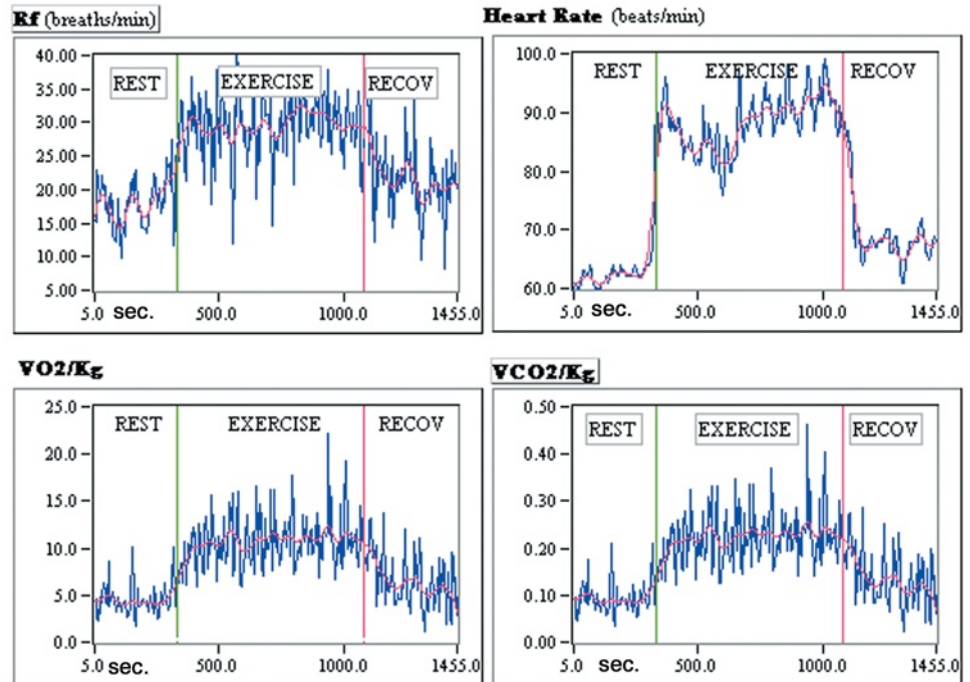 Rf (breaths/min)
40.00
35.00
30.00
25.00
20.00
15.00
10.00
5.00
REST
EXERCISE
RECOV
5.0 sec. 500.0 1000.0 1455.0
Heart Rate (beats/min)
100.0
90.0
80.0
70.0
60.0
REST
EXERCISE
RECOV
5.0 sec. 500.0 1000.0 1455.0
VO2/Kg
25.0
20.0
15.0
10.0
5.0
0.0
REST
EXERCISE
RECOV
5.0 sec. 500.0 1000.0 1455.0
VCO2/Kg
0.50
0.40
0.30
0.20
0.10
0.00
REST
EXERCISE
RECOV
5.0 sec. 500.0 1000.0 1455.0